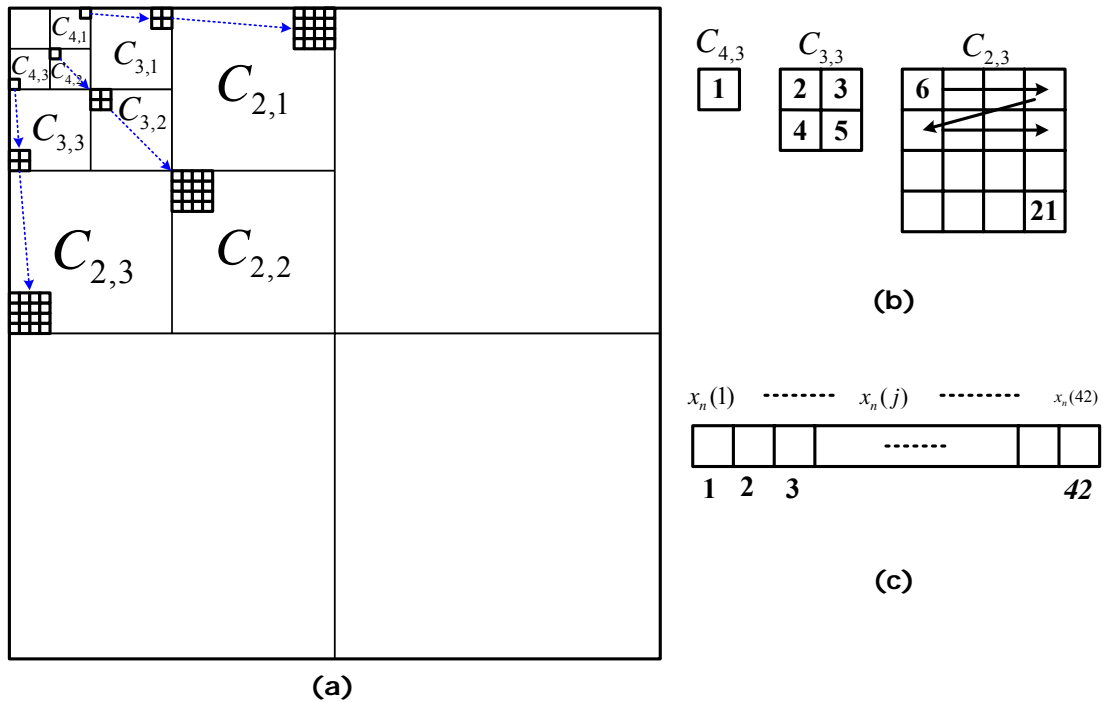 C4,1
C4,3
C4,2
C3,1
C3,3
C3,2
C2,1
C2,3
C2,2
(a)
C4,3
C3,3
C2,3
1
2 3
4 5
6
21
(b)
xn(1) ------- xn(j) ------- xn(42)
-------
1 2 3 42
(c)